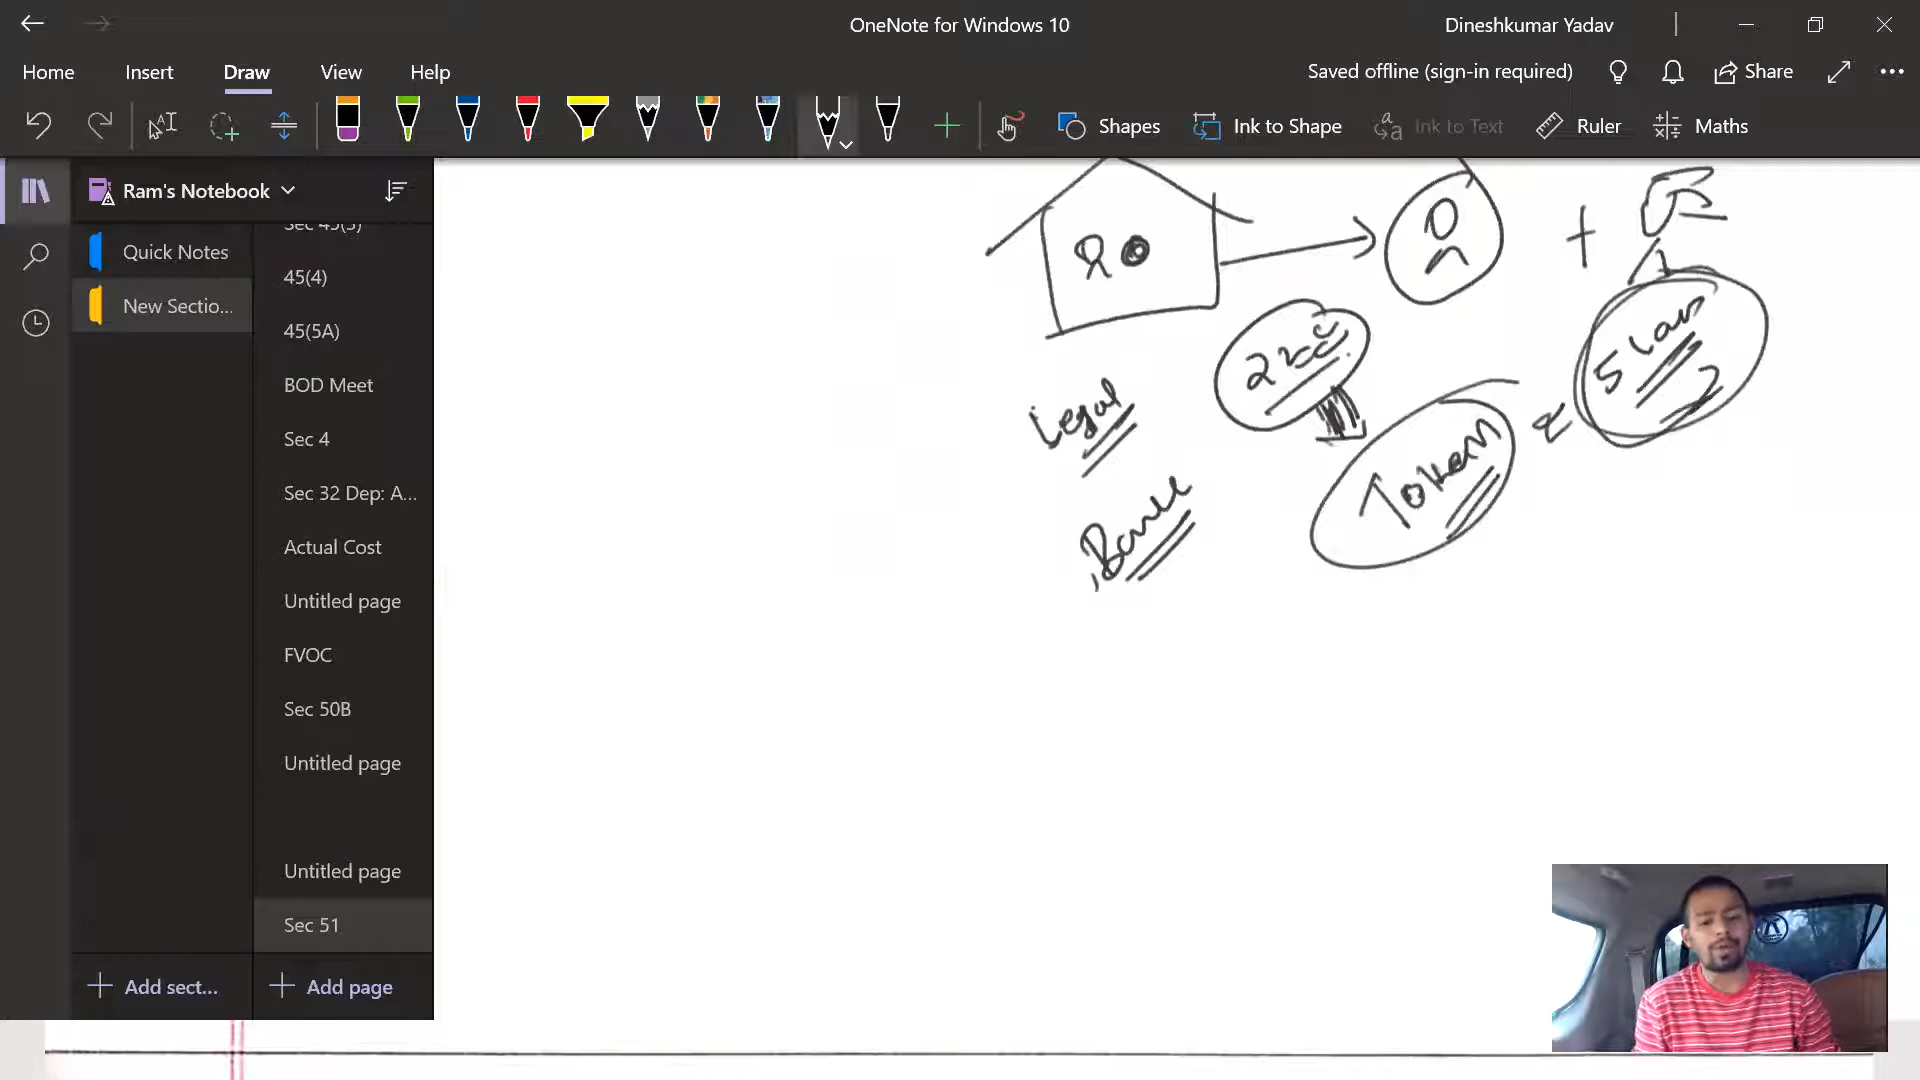 OneNote for Windows 10
Dineshkumar Yadav
Home Insert Draw View Help
Saved offline (sign-in required)
Share
Shapes
Ink to Shape
Ink to Text
Ruler
Maths
Ram's Notebook
Quick Notes
New Sectio...
45(4)
45(5A)
BOD Meet
Sec 4
Sec 32 Dep: A...
Actual Cost
Untitled page
FVOC
Sec 50B
Untitled page
Untitled page
Sec 51
Add sect...
Add page
Legal
Bank
Token
5 Lac